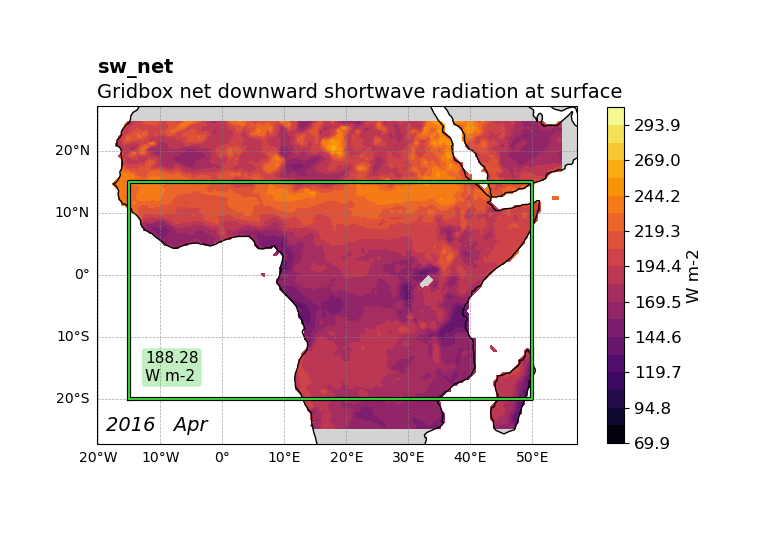 sw_net
Gridbox net downward shortwave radiation at surface
20°N
10°N
0°
10°S
20°S
188.28
W m-2
2016 Apr
20°W
10°W
0°
10°E
20°E
30°E
40°E
50°E
293.9
269.0
244.2
219.3
194.4
169.5
144.6
119.7
94.8
69.9
W m-2